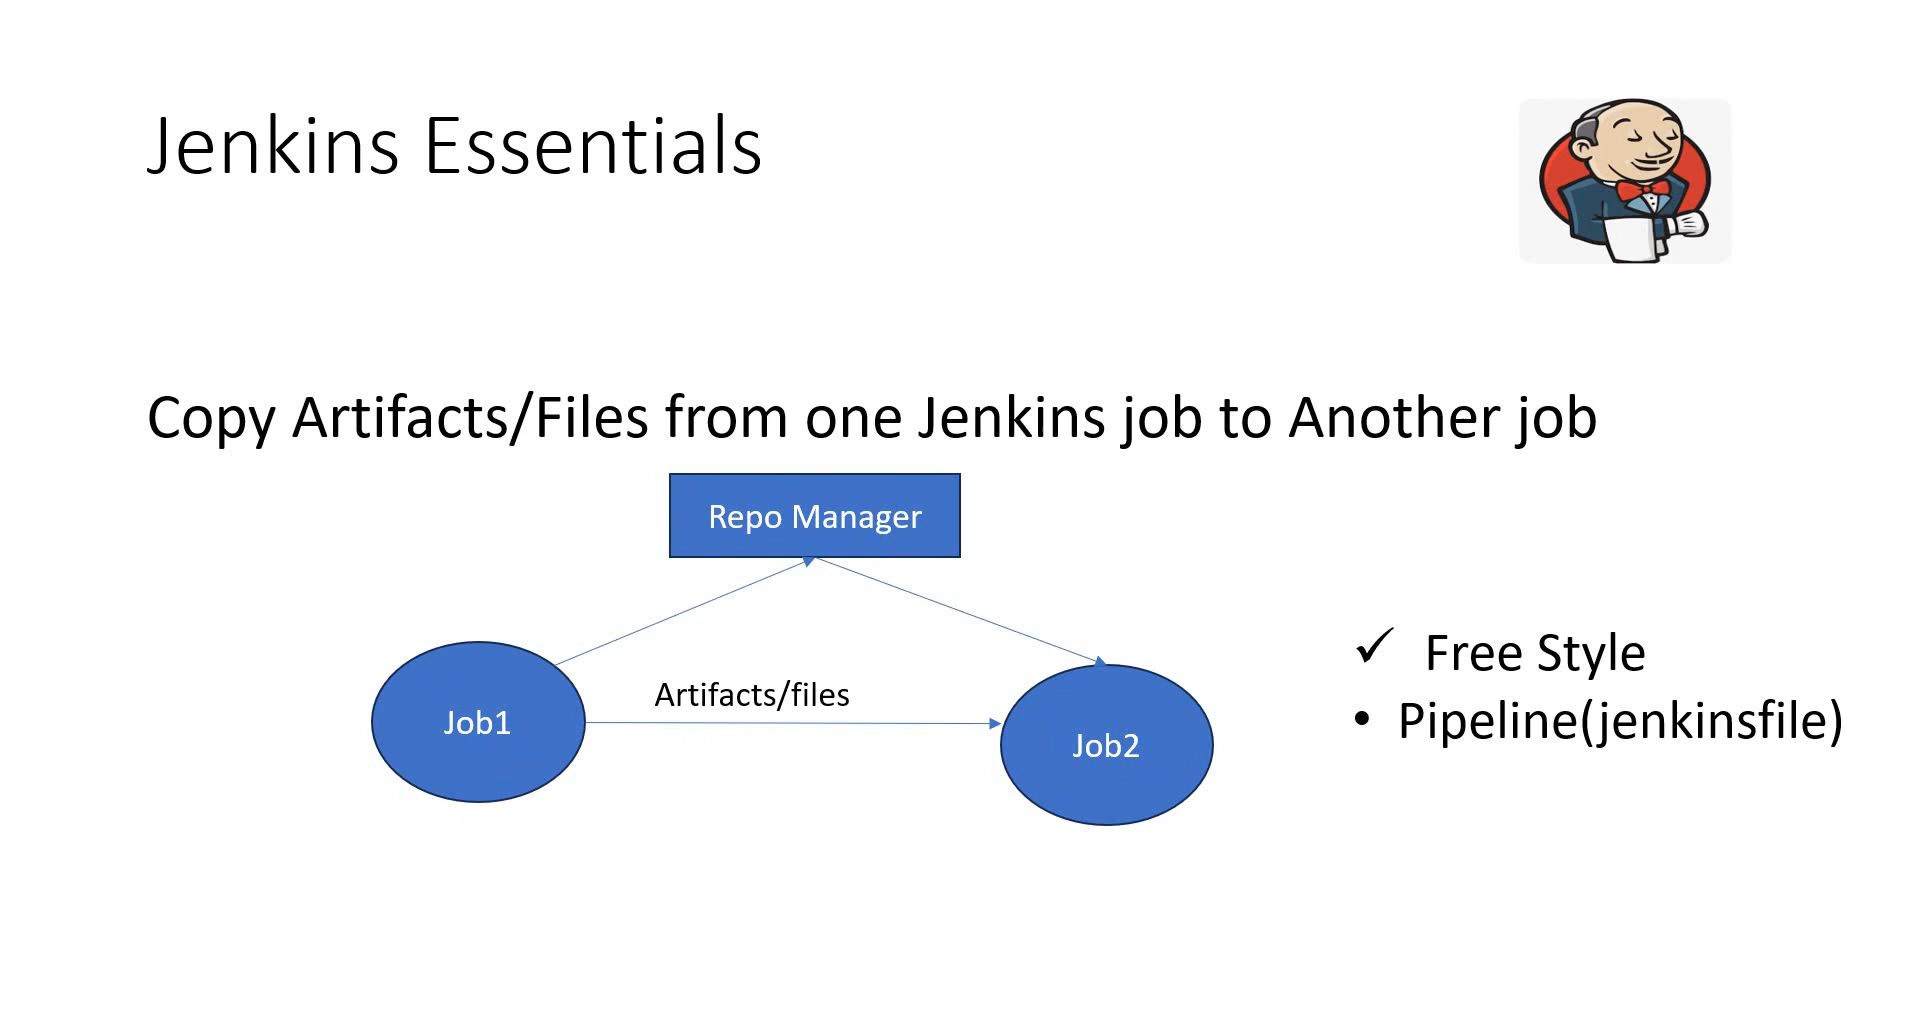 Jenkins Essentials
Copy Artifacts/Files from one Jenkins job to Another job
Repo Manager
Artifacts/files
Job1
Job2
Free Style
Pipeline(jenkinsfile)